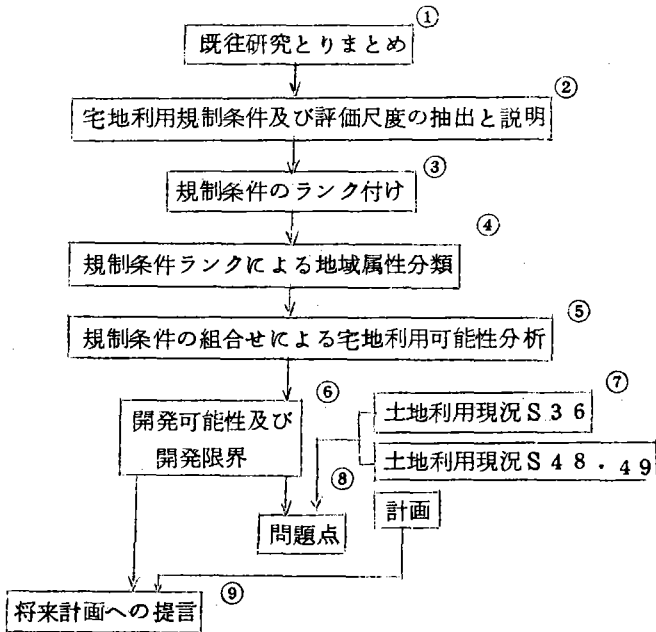 ①
既往研究とりまとめ
②
宅地利用規制条件及び評価尺度の抽出と説明
③
規制条件のランク付け
④
規制条件ランクによる地域属性分類
⑤
規制条件の組合せによる宅地利用可能性分析
⑥
開発可能性及び
開発限界
⑦
土地利用現況S36
土地利用現況S48.49
計画
⑧
問題点
⑨
将来計画への提言